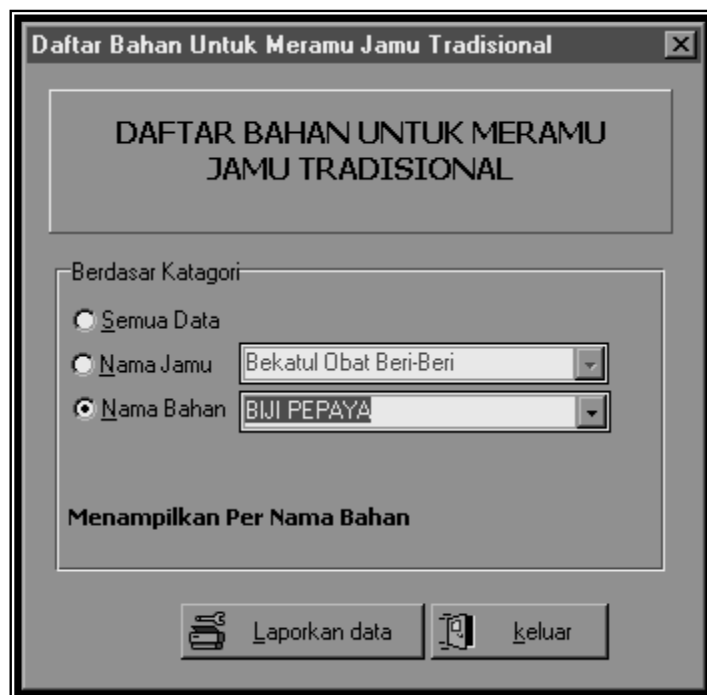 Daftar Bahan Untuk Meramu Jamu Tradisional
DAFTAR BAHAN UNTUK MERAMU
JAMU TRADISIONAL
Berdasar Katagori
Semua Data
Nama Jamu Bekatul Obat Beri-Beri
Nama Bahan BIJI PEPAYA
Menampilkan Per Nama Bahan
Laporkan data keluar